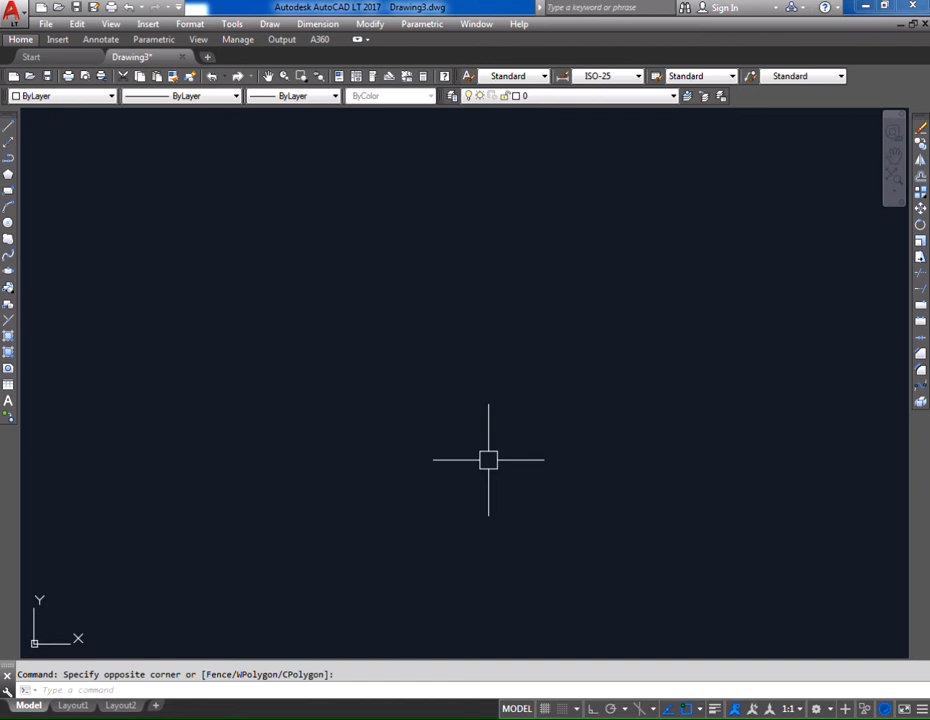 Autodesk AutoCAD LT 2017 Drawing3.dwg
Type a keyword or phrase
Sign In
LT
File Edit View Insert Format Tools Draw Dimension Modify Parametric Window Help
Home Insert Annotate Parametric View Manage Output A360
Start Drawing3*
Standard ISO-25 Standard Standard
ByLayer ByLayer ByLayer ByColor 0
Y
X
Command: Specify opposite corner or [Fence/WPolygon/CPolygon]:
Type a command
Model Layout1 Layout2 +
MODEL 1:1